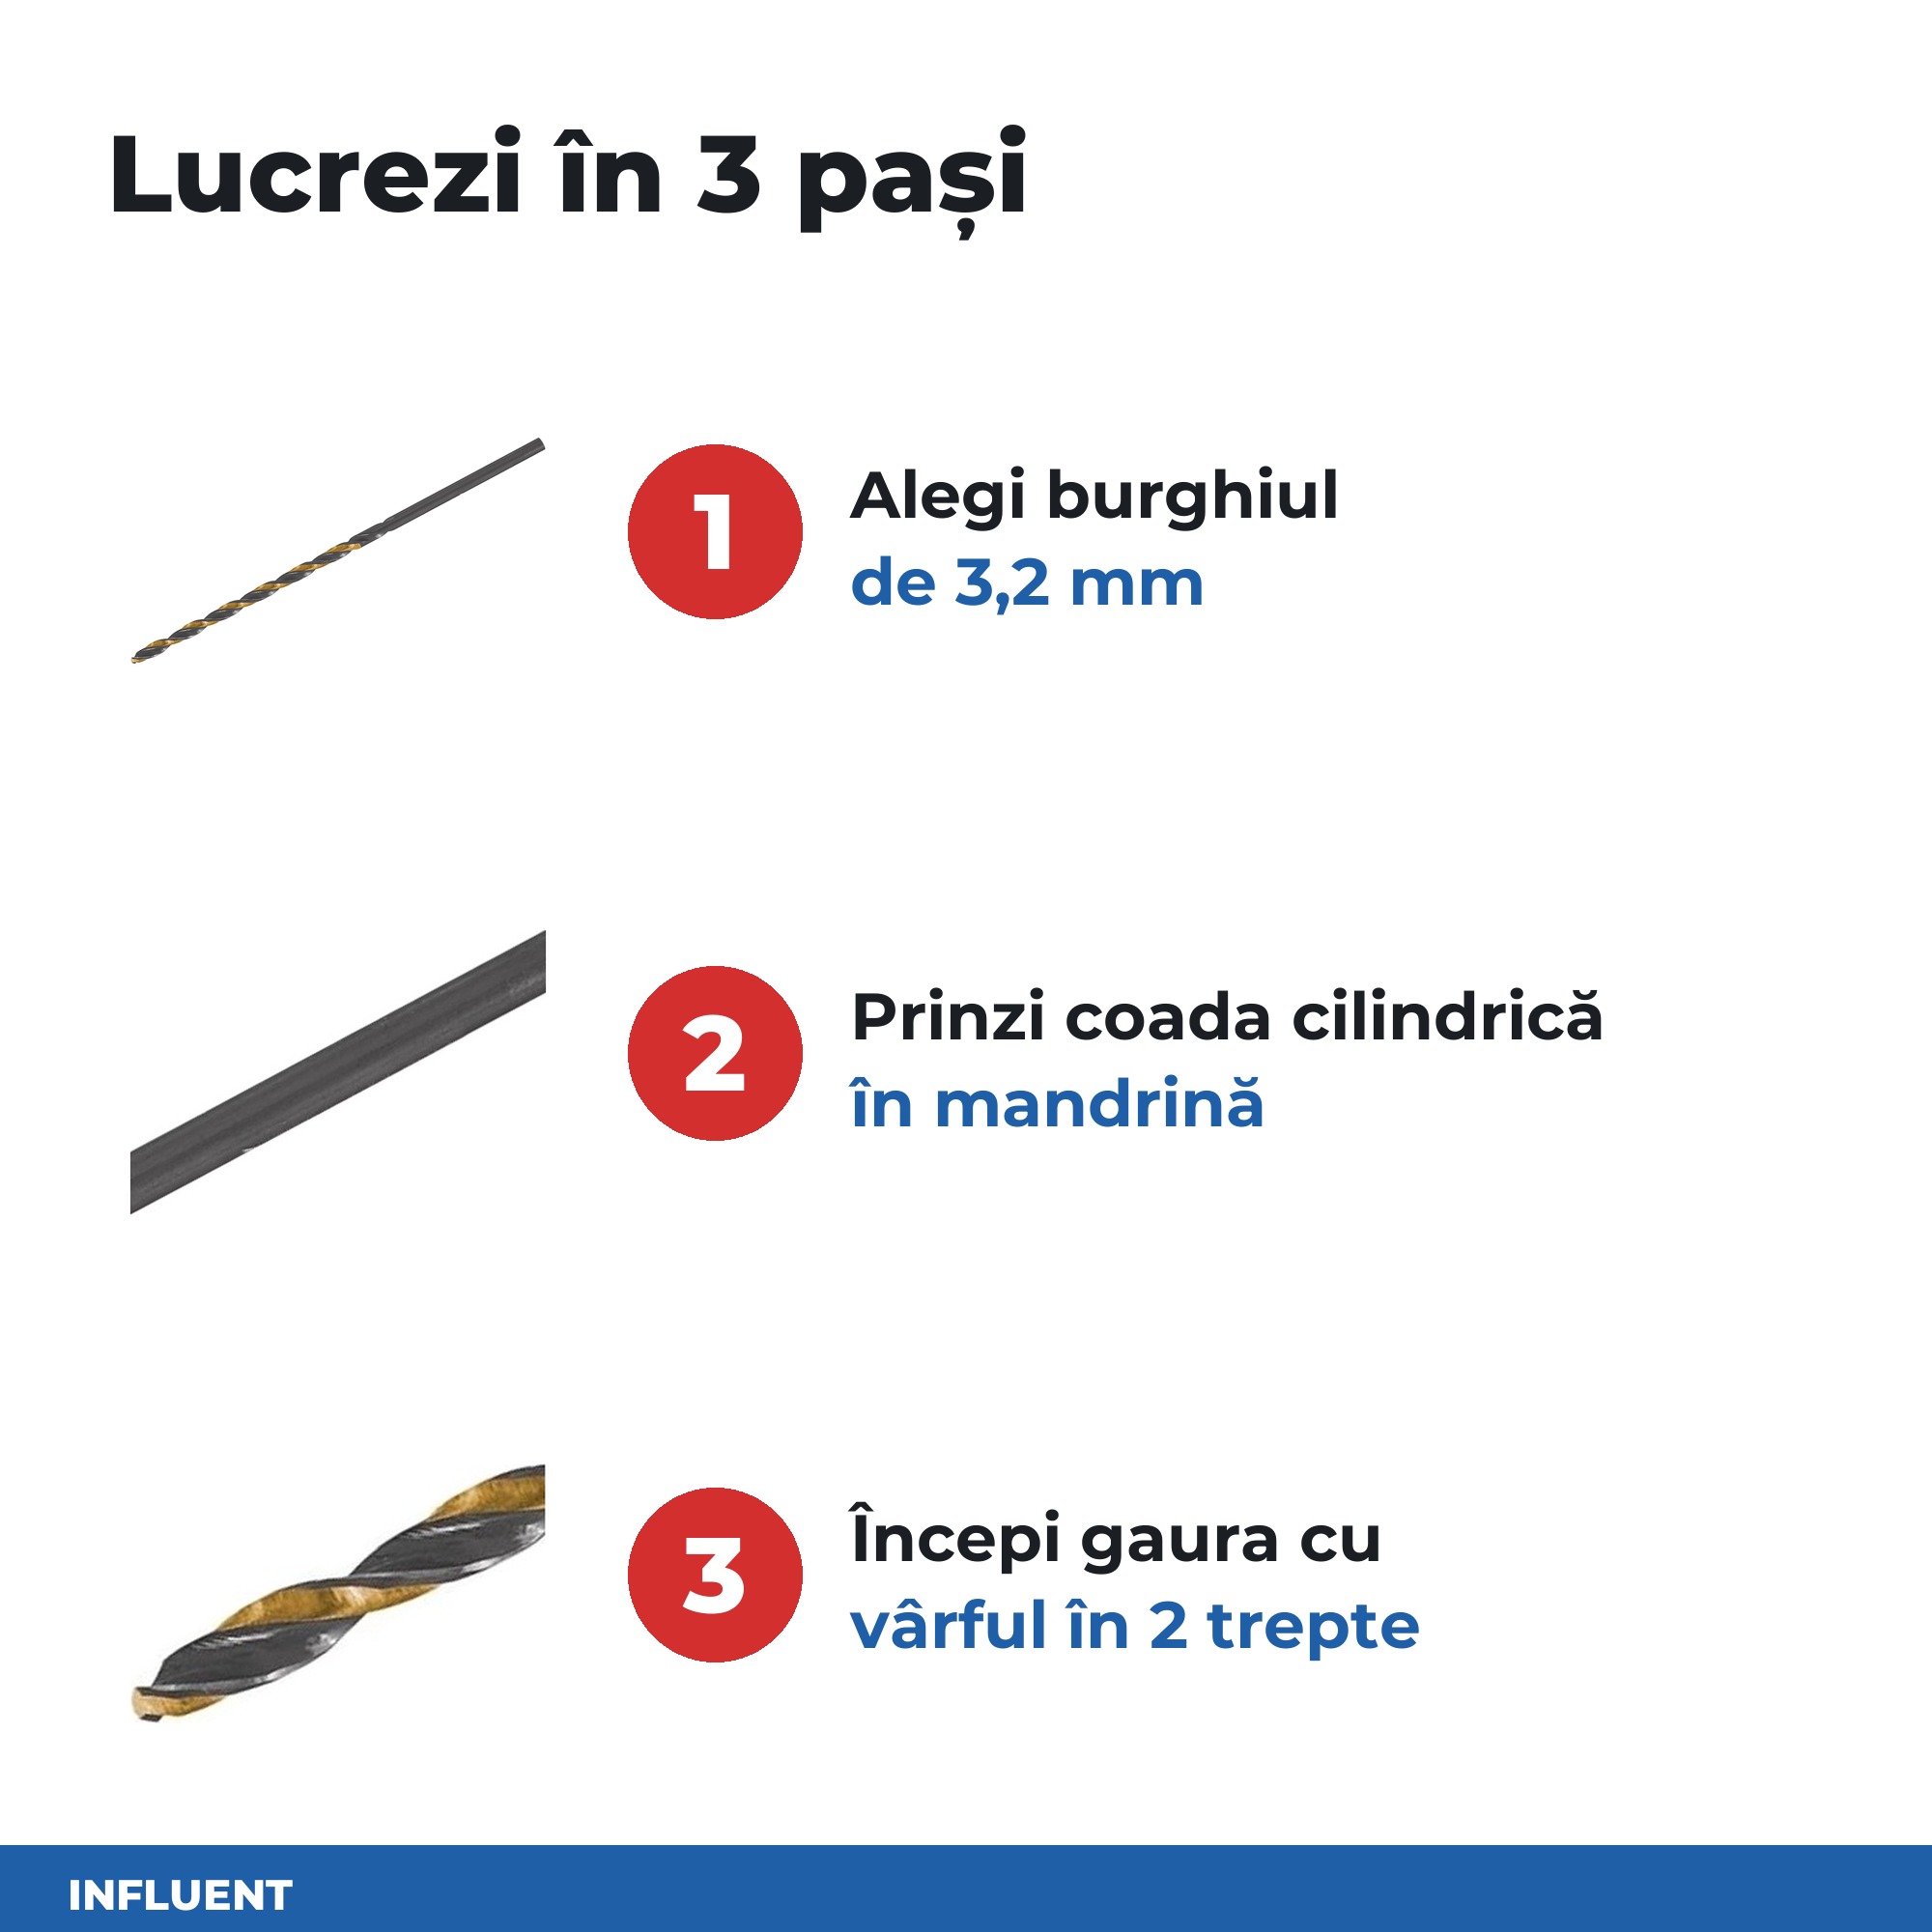 Lucrezi în 3 pași
1
Alegi burghiul
de 3,2 mm
2
Prinzi coada cilindrică
în mandrină
3
Începi gaura cu
vârful în 2 trepte
INFLUENT